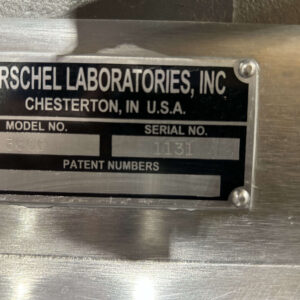 RSCHEL LABORATORIES, INC
CHESTERTON, IN U.S.A.
MODEL NO. SERIAL NO.
1131
PATENT NUMBERS